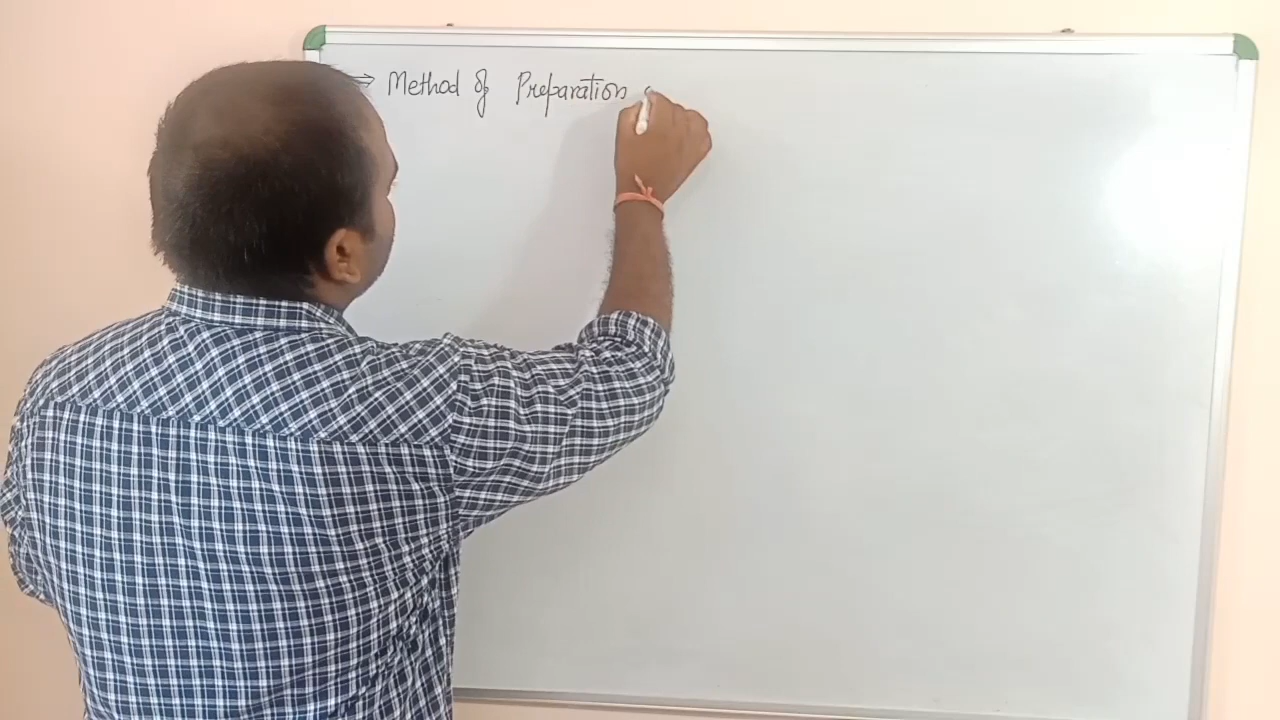 ⇒ Method of Preparation